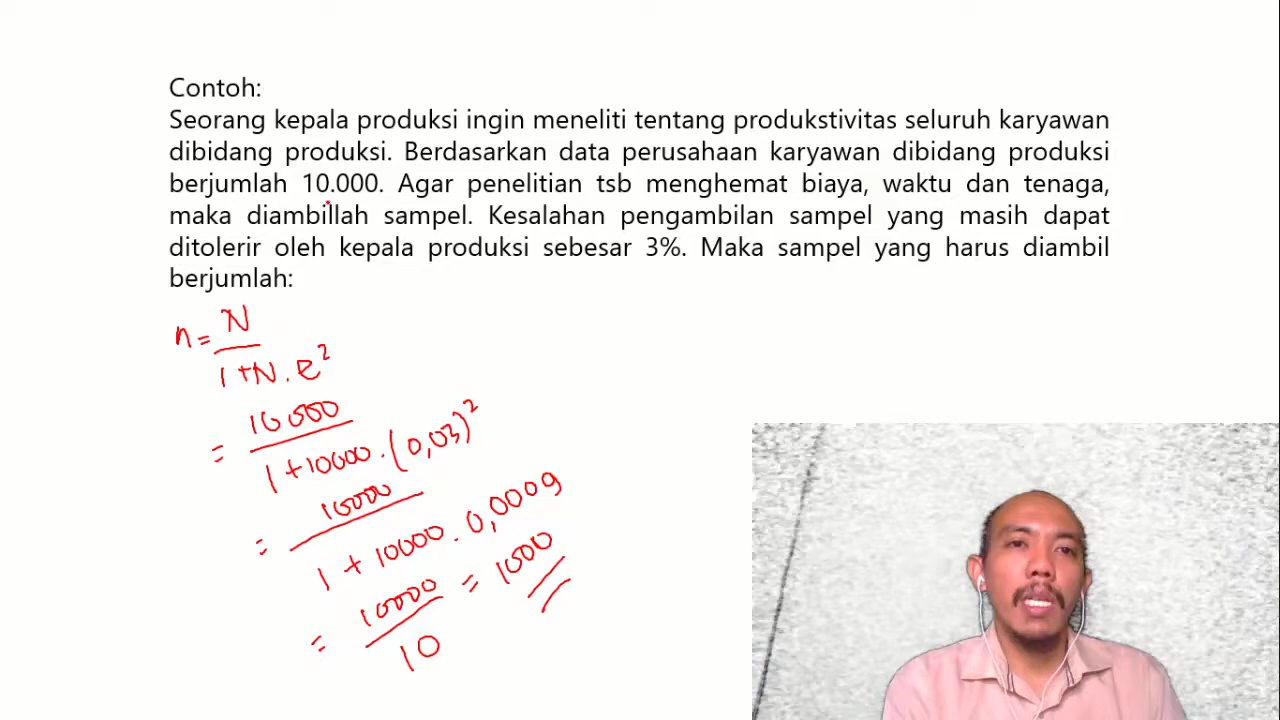 Contoh:
Seorang kepala produksi ingin meneliti tentang produkstivitas seluruh karyawan
dibidang produksi. Berdasarkan data perusahaan karyawan dibidang produksi
berjumlah 10.000. Agar penelitian tsb menghemat biaya, waktu dan tenaga,
maka diambillah sampel. Kesalahan pengambilan sampel yang masih dapat
ditolerir oleh kepala produksi sebesar 3%. Maka sampel yang harus diambil
berjumlah:
n = N
1+N.e²
= 10000
1+10000.(0,03)²
= 10000
1 + 10000.0,0009
= 10000 = 1000
10